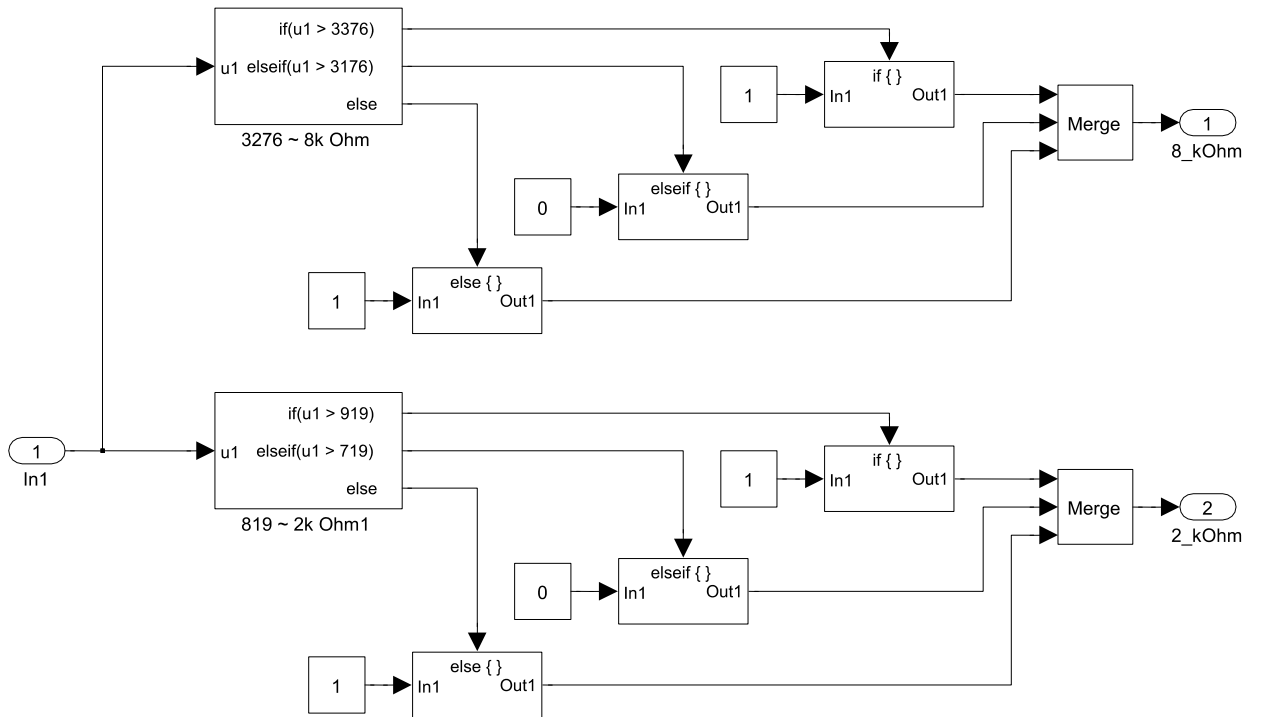 if(u1 > 3376)
u1
elseif(u1 > 3176)
else
3276 ~ 8k Ohm
1
if { }
In1
Out1
Merge
1
8_kOhm
0
elseif { }
In1
Out1
1
else { }
In1
Out1
1
In1
if(u1 > 919)
u1
elseif(u1 > 719)
else
819 ~ 2k Ohm1
1
if { }
In1
Out1
Merge
2
2_kOhm
0
elseif { }
In1
Out1
1
else { }
In1
Out1